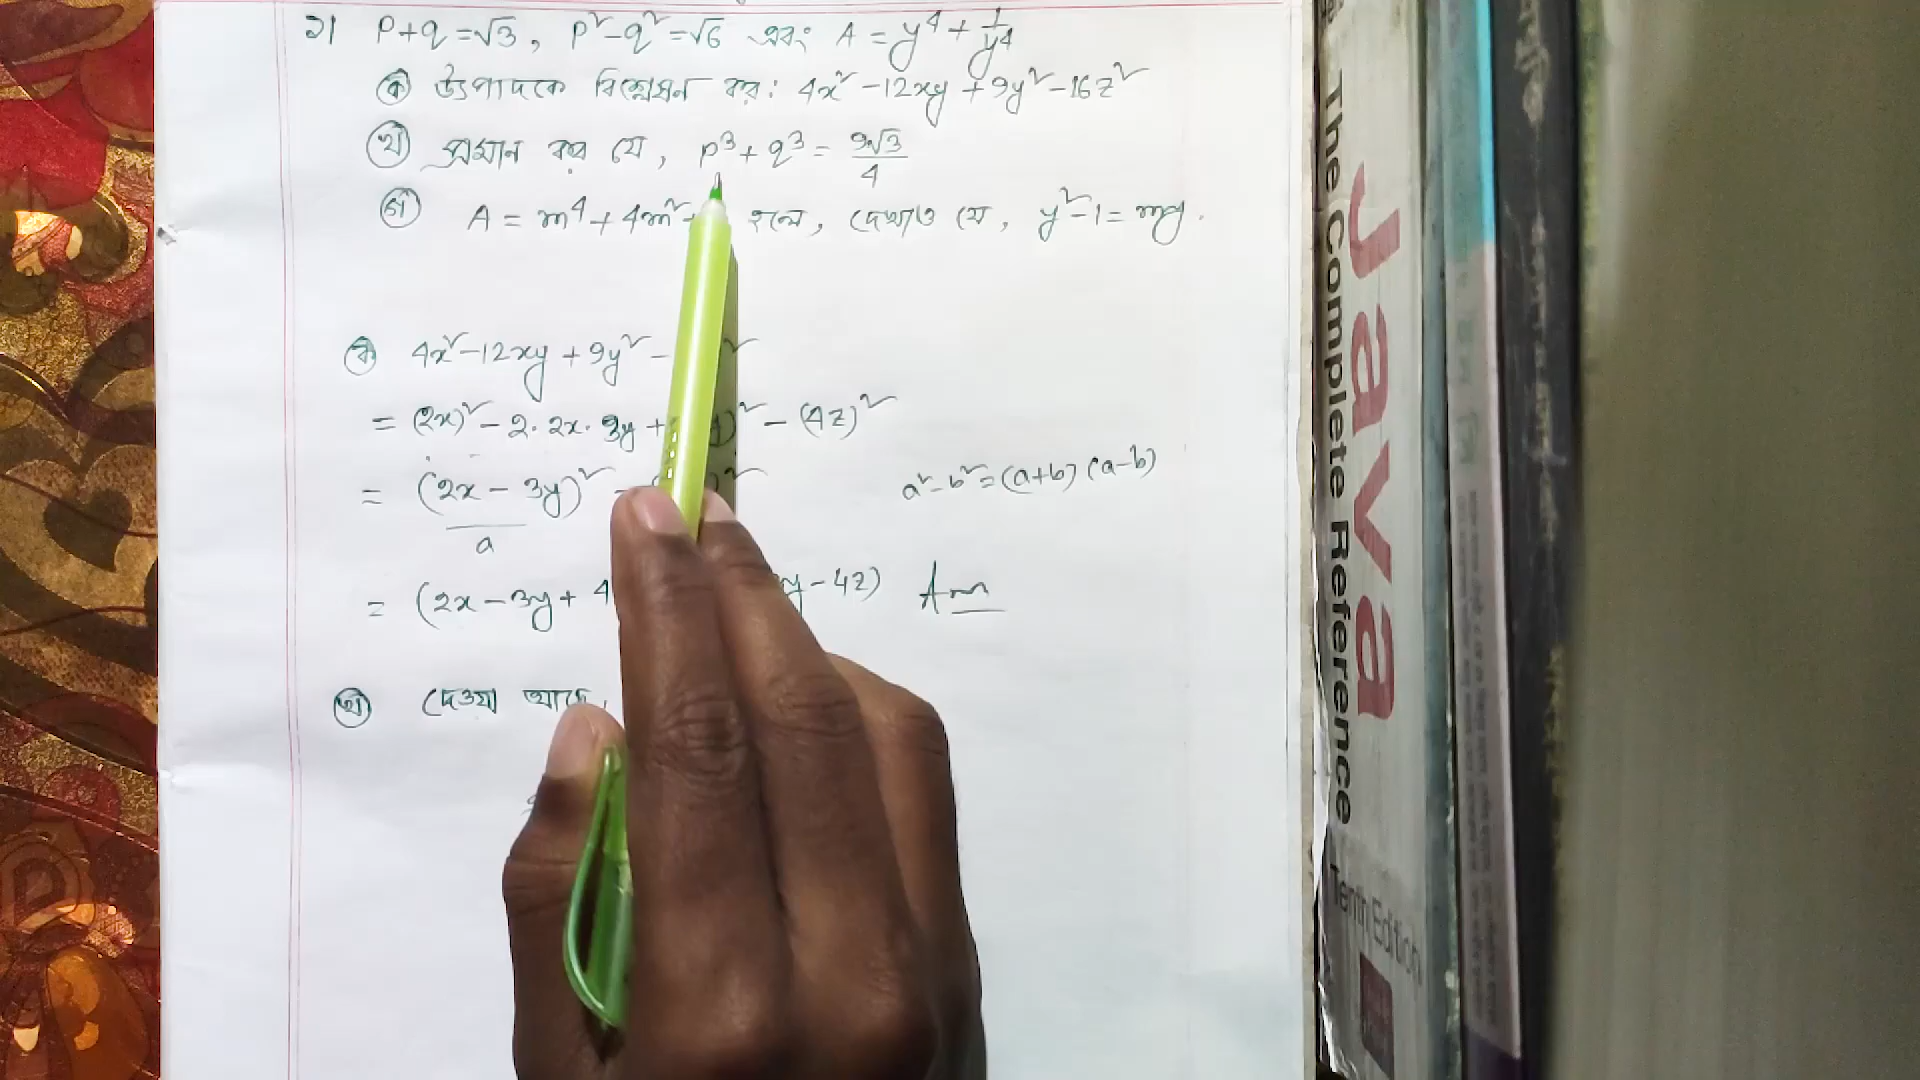 ১। P+q=√3, p²-q²=√6 এবং A = y⁴ + 1/y⁴
ক উৎপাদকে বিশ্লেষন কর: 4x² -12xy +9y² -16z²
খ প্রমান কর যে, p³+q³ = 9√3/4
গ A = m⁴ + 4m² হলে, দেখাও যে, y²-1 = my.
ক 4x²-12xy+9y²-
= (2x)² - 2. 2x. 3y + )² - (4z)²
= (2x - 3y)² - )²
a²-b²=(a+b)(a-b)
a
= (2x-3y+4 y-4z) Ans
খ দেওয়া আছে,
Java
The Complete Reference
Tenth Edition